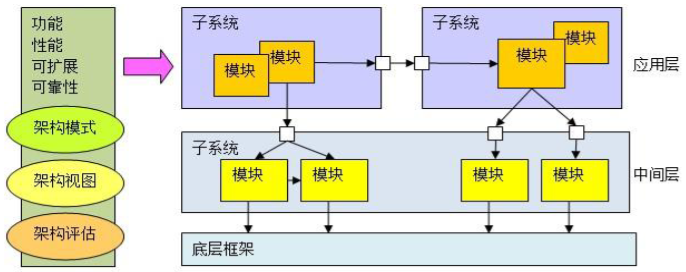 功能
性能
可扩展
可靠性
架构模式
架构视图
架构评估
子系统
模块
模块
子系统
模块
模块
应用层
子系统
模块
模块
模块
模块
中间层
底层框架